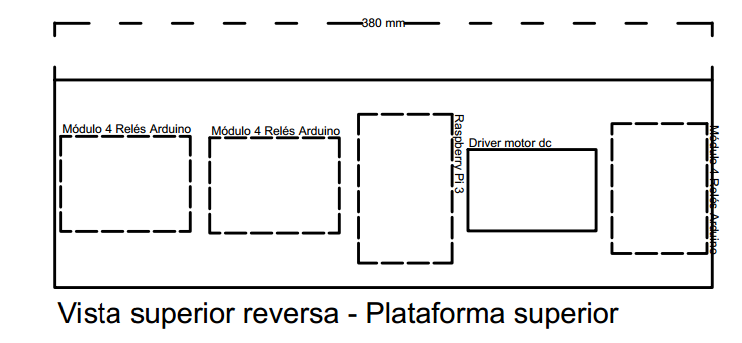 380 mm
Módulo 4 Relés Arduino
Módulo 4 Relés Arduino
Raspberry Pi 3
Driver motor dc
Módulo 4 Relés Arduino
Vista superior reversa - Plataforma superior